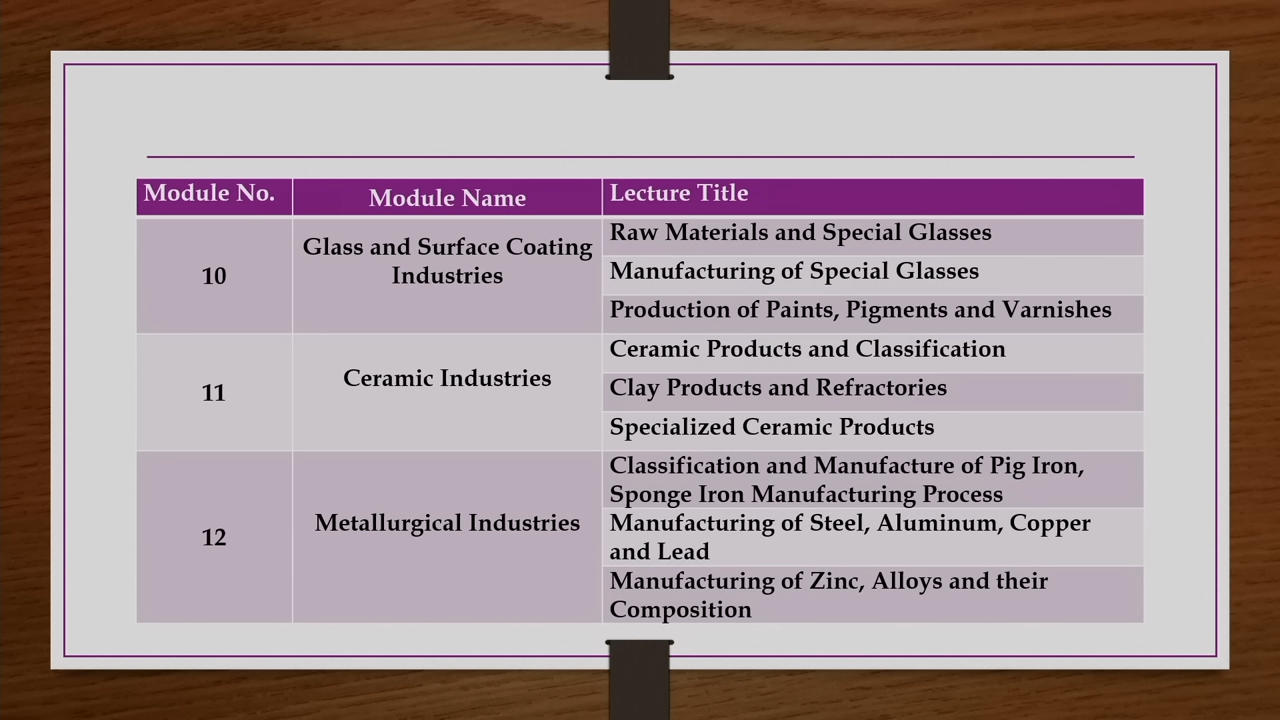 Module No.
Module Name
Lecture Title
10
Glass and Surface Coating
Industries
Raw Materials and Special Glasses
Manufacturing of Special Glasses
Production of Paints, Pigments and Varnishes
11
Ceramic Industries
Ceramic Products and Classification
Clay Products and Refractories
Specialized Ceramic Products
12
Metallurgical Industries
Classification and Manufacture of Pig Iron,
Sponge Iron Manufacturing Process
Manufacturing of Steel, Aluminum, Copper
and Lead
Manufacturing of Zinc, Alloys and their
Composition